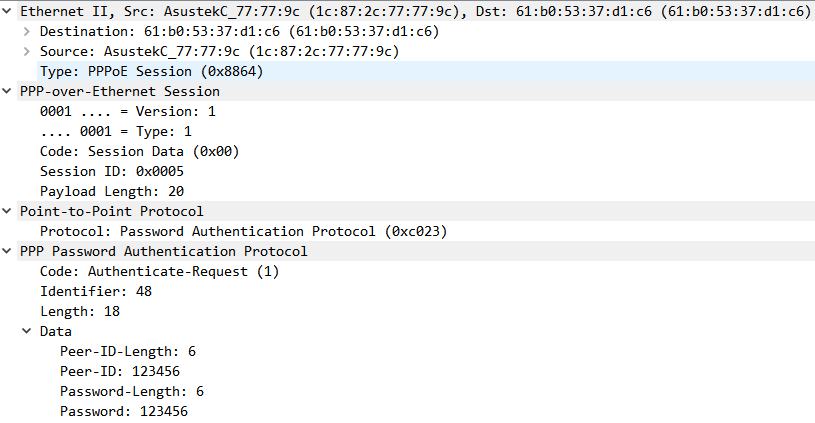 Ethernet II, Src: AsustekC_77:77:9c (1c:87:2c:77:77:9c), Dst: 61:b0:53:37:d1:c6 (61:b0:53:37:d1:c6)
Destination: 61:b0:53:37:d1:c6 (61:b0:53:37:d1:c6)
Source: AsustekC_77:77:9c (1c:87:2c:77:77:9c)
Type: PPPoE Session (0x8864)
PPP-over-Ethernet Session
0001 .... = Version: 1
.... 0001 = Type: 1
Code: Session Data (0x00)
Session ID: 0x0005
Payload Length: 20
Point-to-Point Protocol
Protocol: Password Authentication Protocol (0xc023)
PPP Password Authentication Protocol
Code: Authenticate-Request (1)
Identifier: 48
Length: 18
Data
Peer-ID-Length: 6
Peer-ID: 123456
Password-Length: 6
Password: 123456